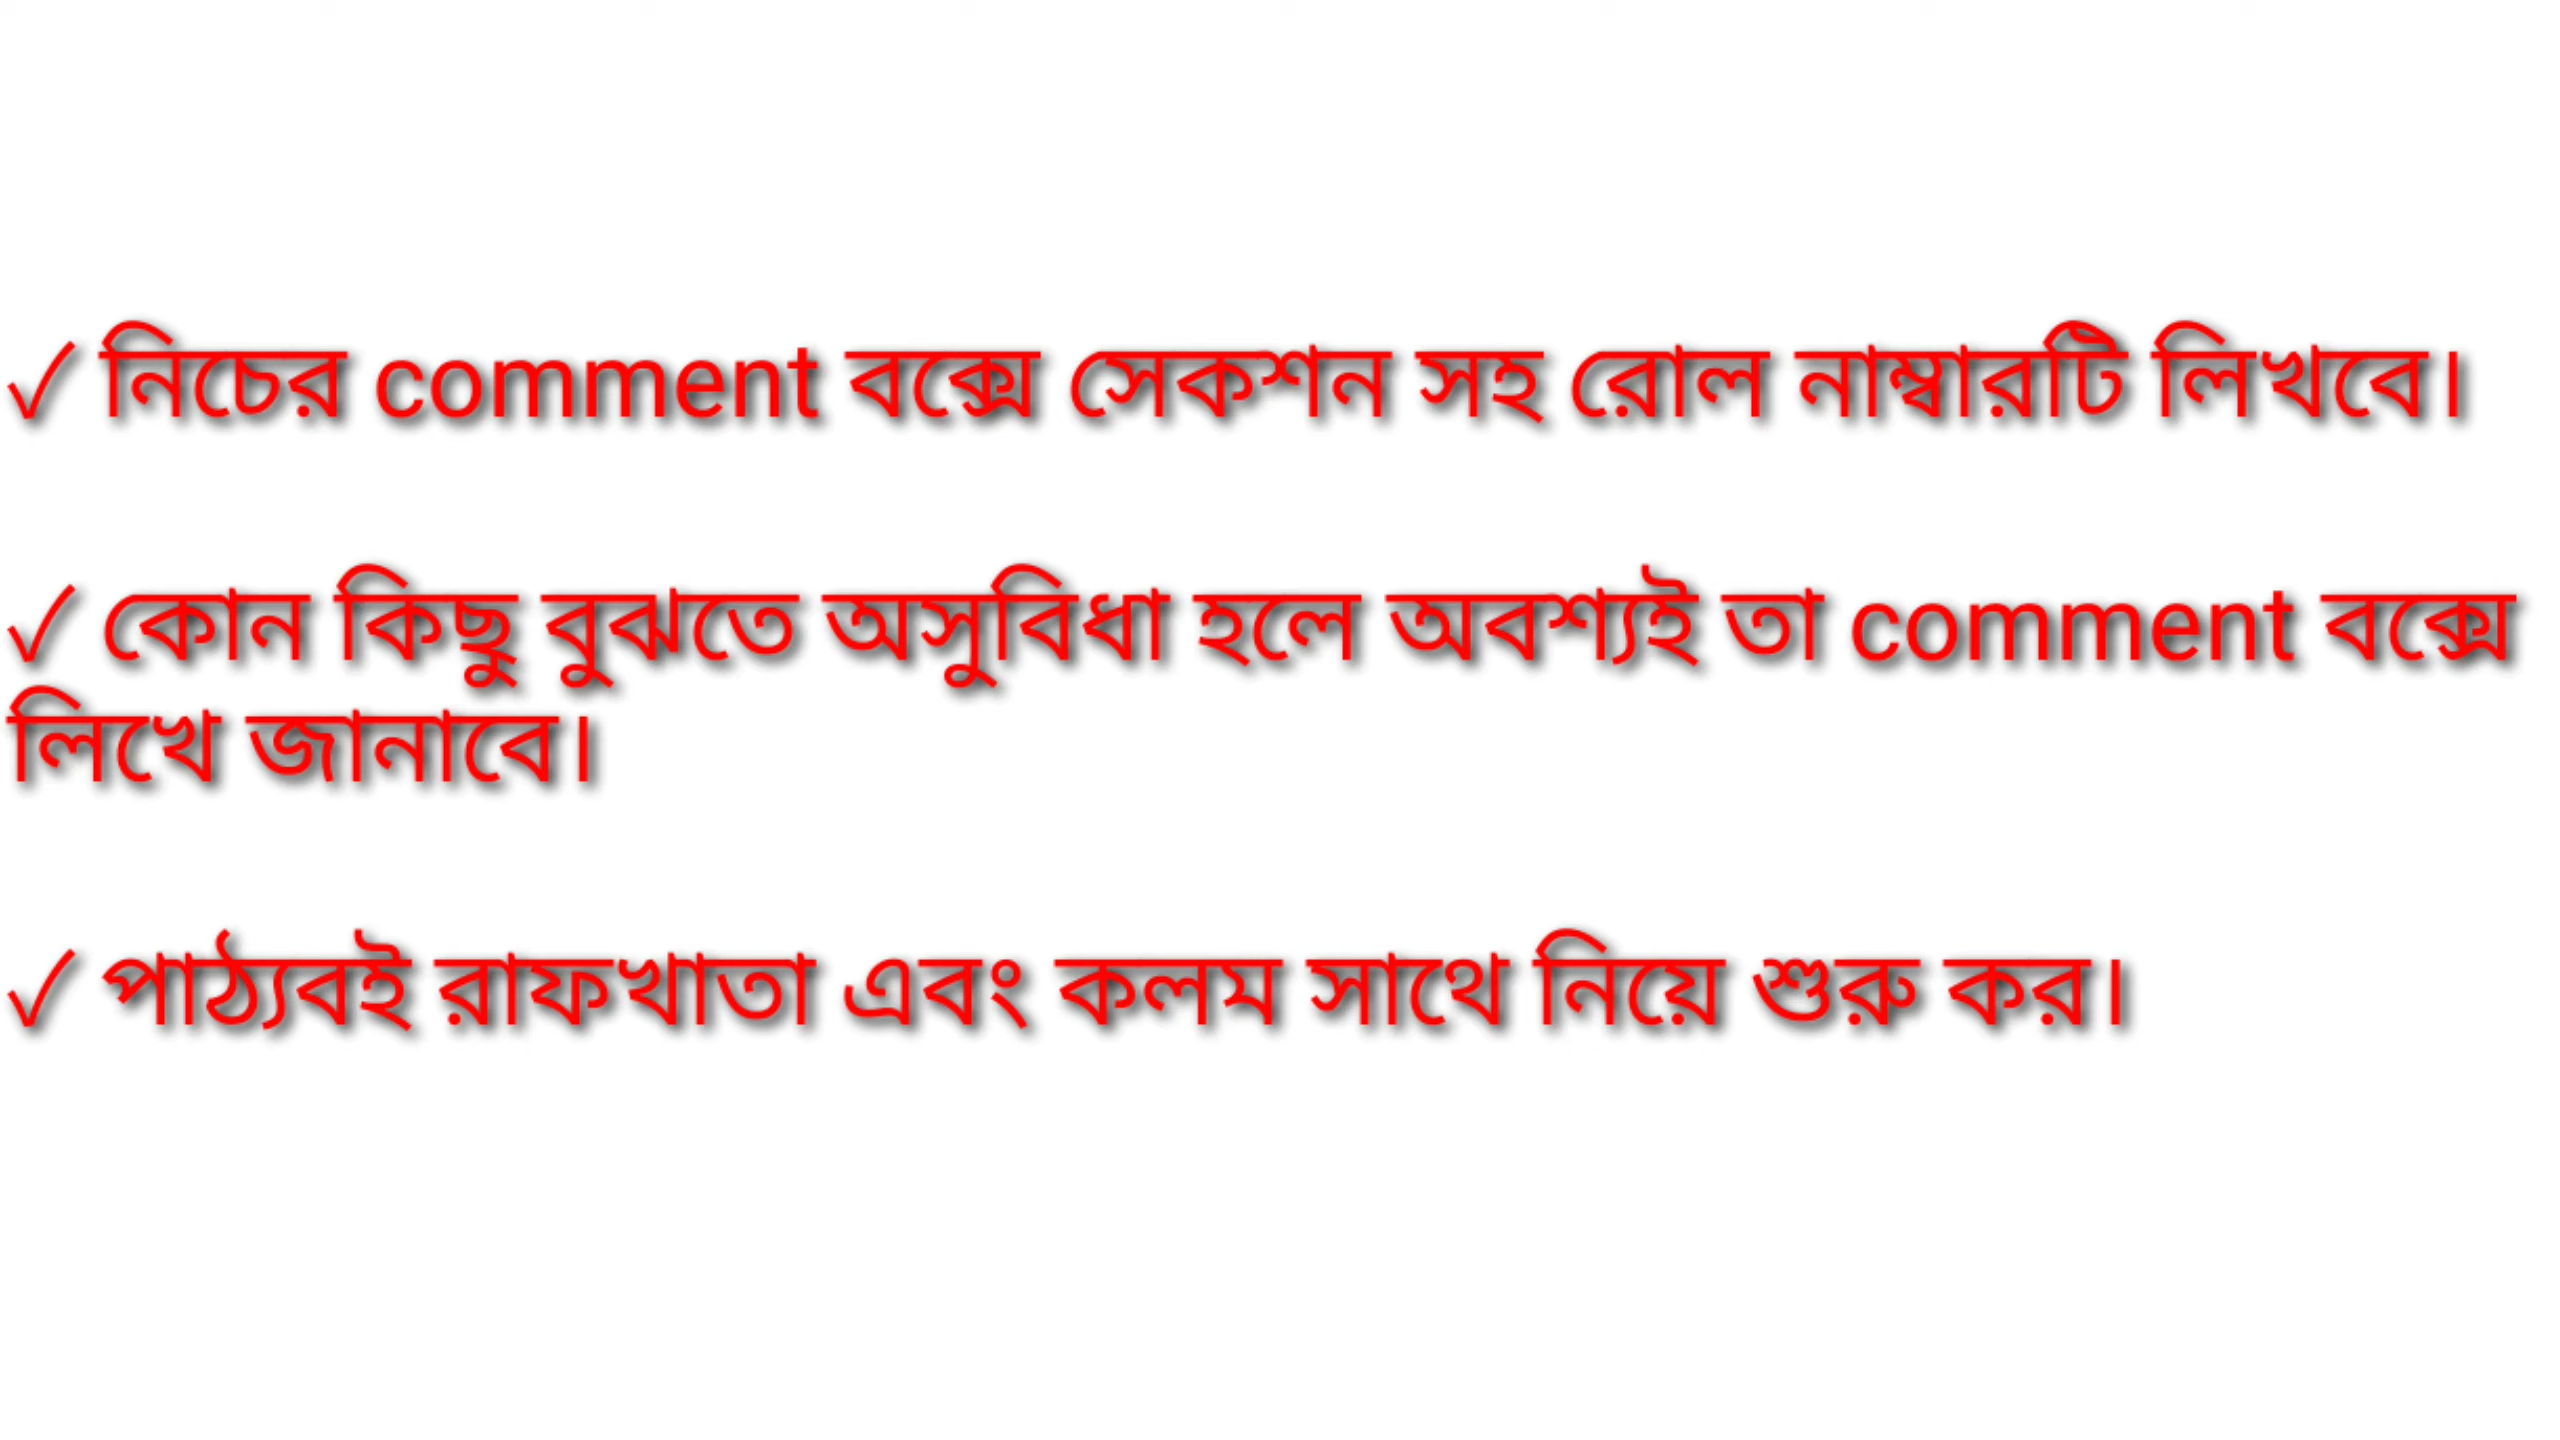 ✓ নিচের comment বক্সে সেকশন সহ রোল নাম্বারটি লিখবে।
✓ কোন কিছু বুঝতে অসুবিধা হলে অবশ্যই তা comment বক্সে
লিখে জানাবে।
✓ পাঠ্যবই রাফখাতা এবং কলম সাথে নিয়ে শুরু কর।